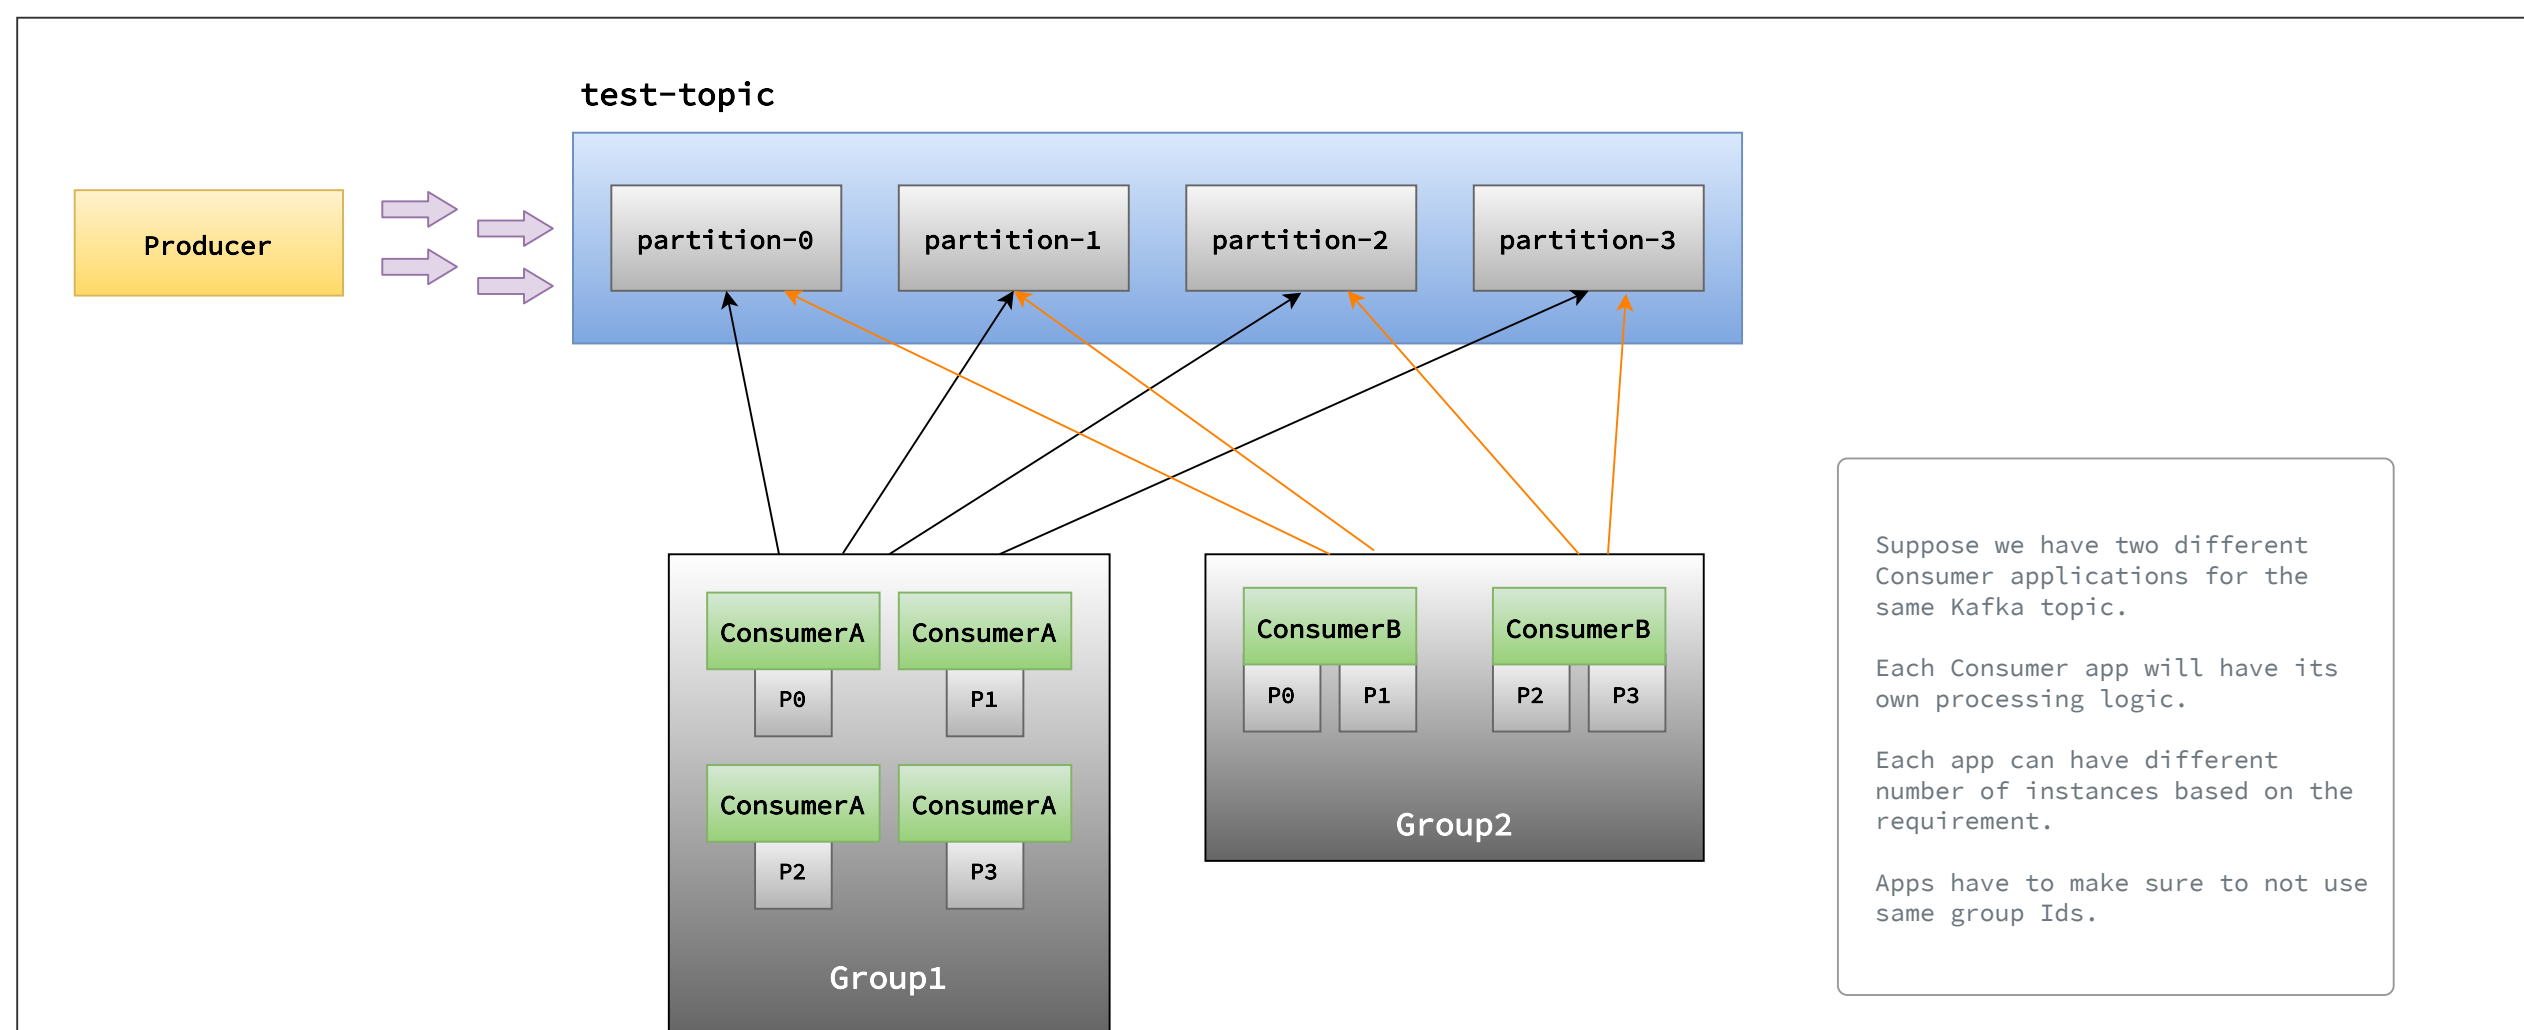 test-topic
Producer
partition-0
partition-1
partition-2
partition-3
ConsumerA
ConsumerA
P0
P1
ConsumerA
ConsumerA
P2
P3
Group1
ConsumerB
ConsumerB
P0
P1
P2
P3
Group2
Suppose we have two different
Consumer applications for the
same Kafka topic.
Each Consumer app will have its
own processing logic.
Each app can have different
number of instances based on the
requirement.
Apps have to make sure to not use
same group Ids.